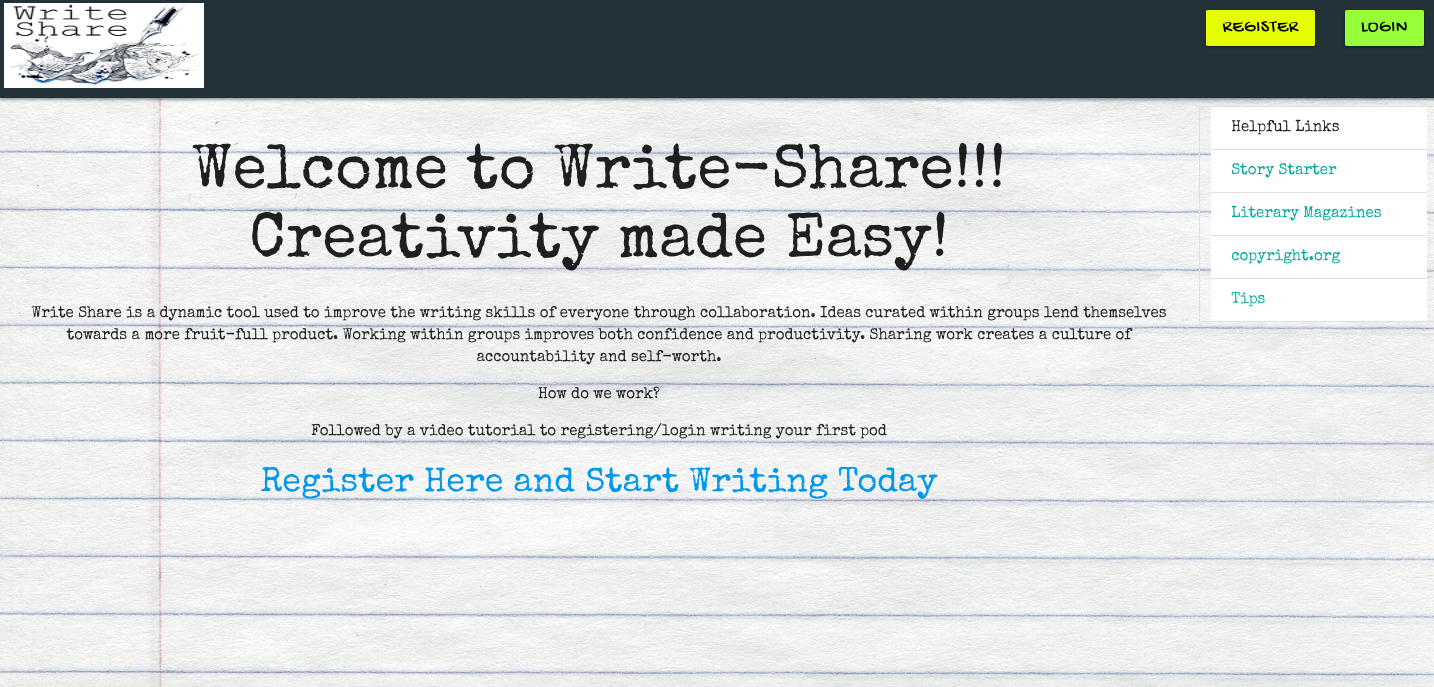 Write
Share
REGISTER
LOGIN
Welcome to Write-Share!!!
Creativity made Easy!
Write Share is a dynamic tool used to improve the writing skills of everyone through collaboration. Ideas curated within groups lend themselves
towards a more fruit-full product. Working within groups improves both confidence and productivity. Sharing work creates a culture of
accountability and self-worth.
How do we work?
Followed by a video tutorial to registering/login writing your first pod
Register Here and Start Writing Today
Helpful Links
Story Starter
Literary Magazines
copyright.org
Tips